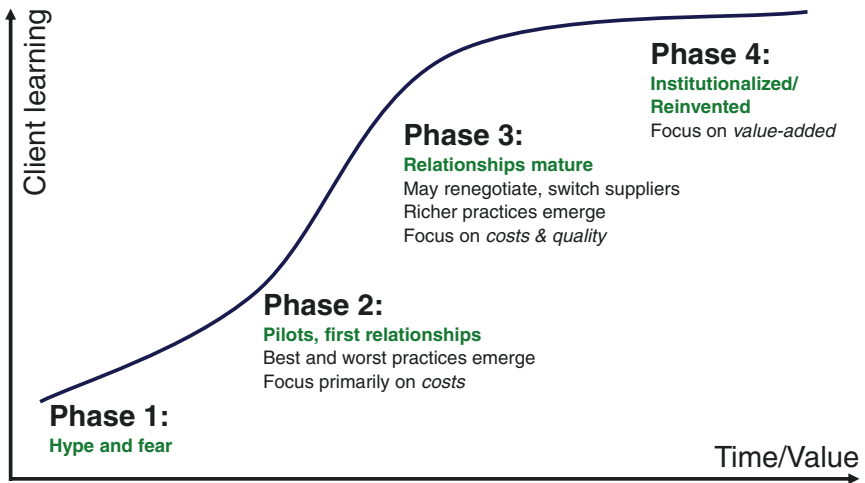 Client learning
Phase 4:
Institutionalized/
Reinvented
Focus on value-added
Phase 3:
Relationships mature
May renegotiate, switch suppliers
Richer practices emerge
Focus on costs & quality
Phase 2:
Pilots, first relationships
Best and worst practices emerge
Focus primarily on costs
Phase 1:
Hype and fear
Time/Value